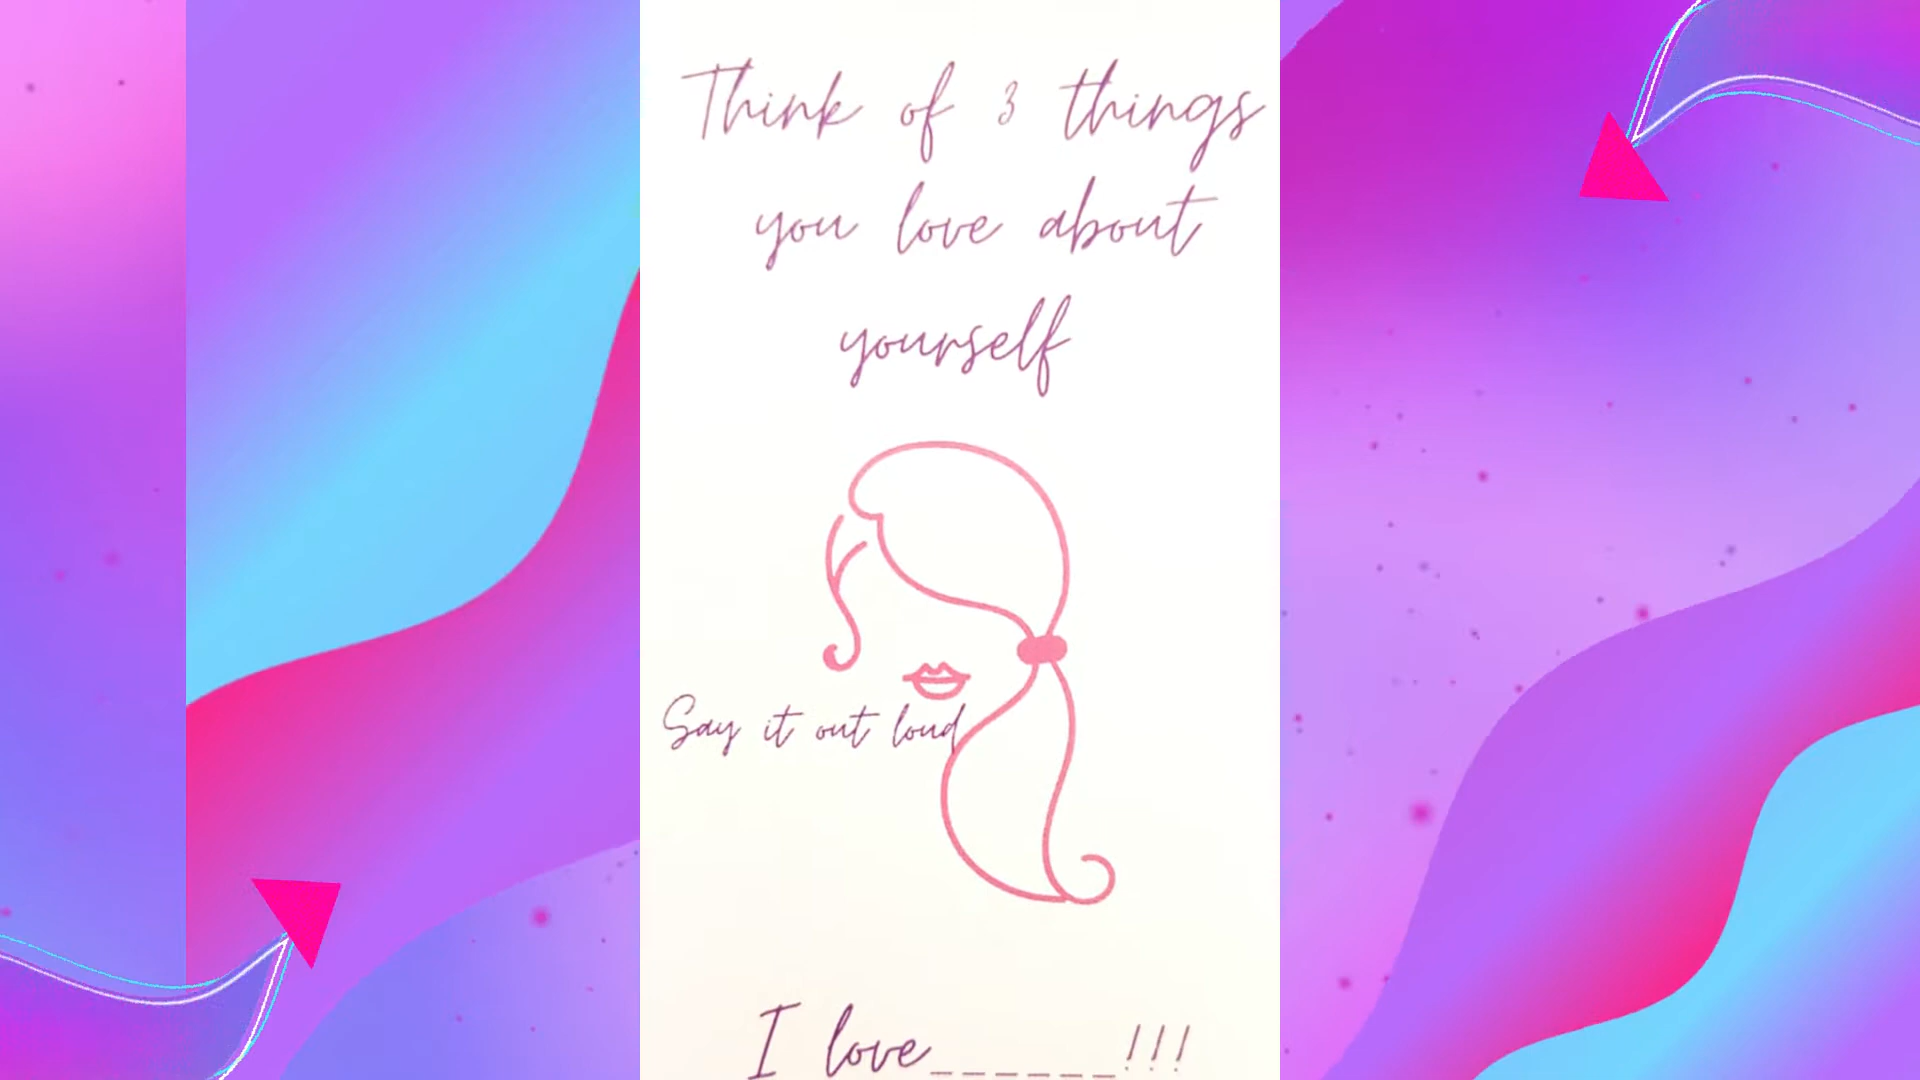 Think of 3 things
you love about
yourself
Say it out loud
I love______!!!